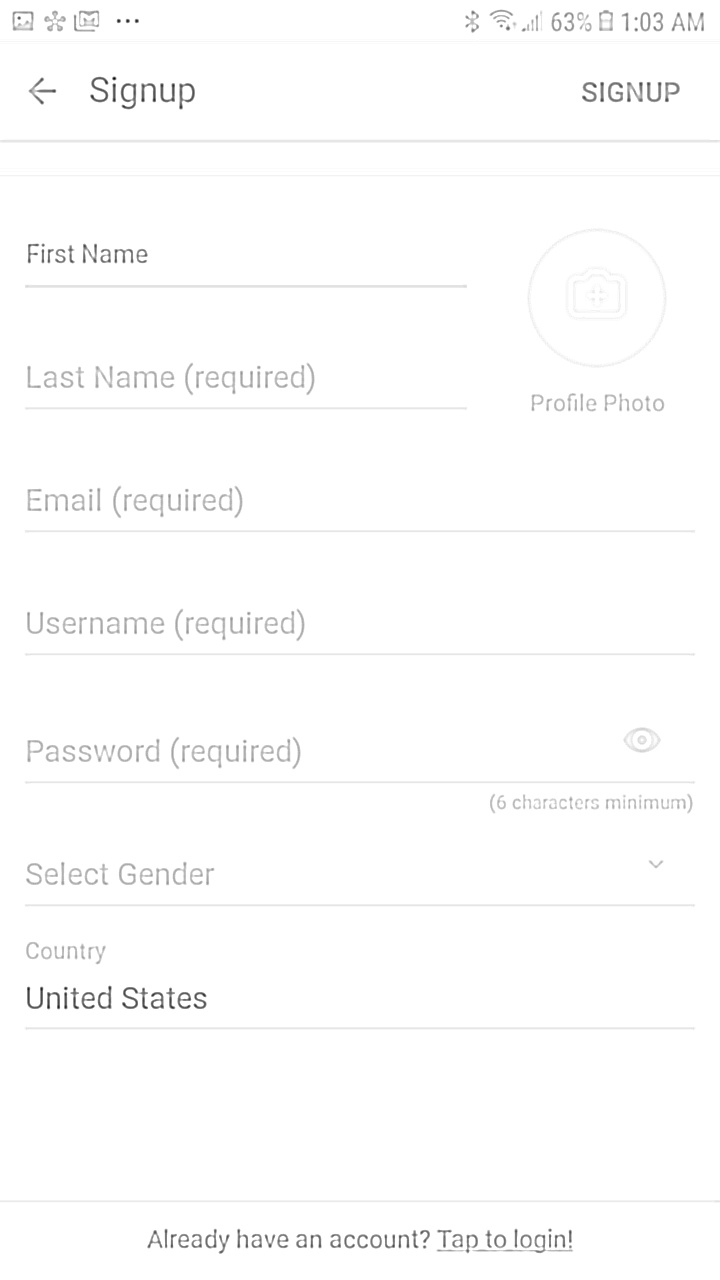 63% 1:03 AM
Signup SIGNUP
First Name
Last Name (required)
Profile Photo
Email (required)
Username (required)
Password (required)
(6 characters minimum)
Select Gender
Country
United States
Already have an account? Tap to login!